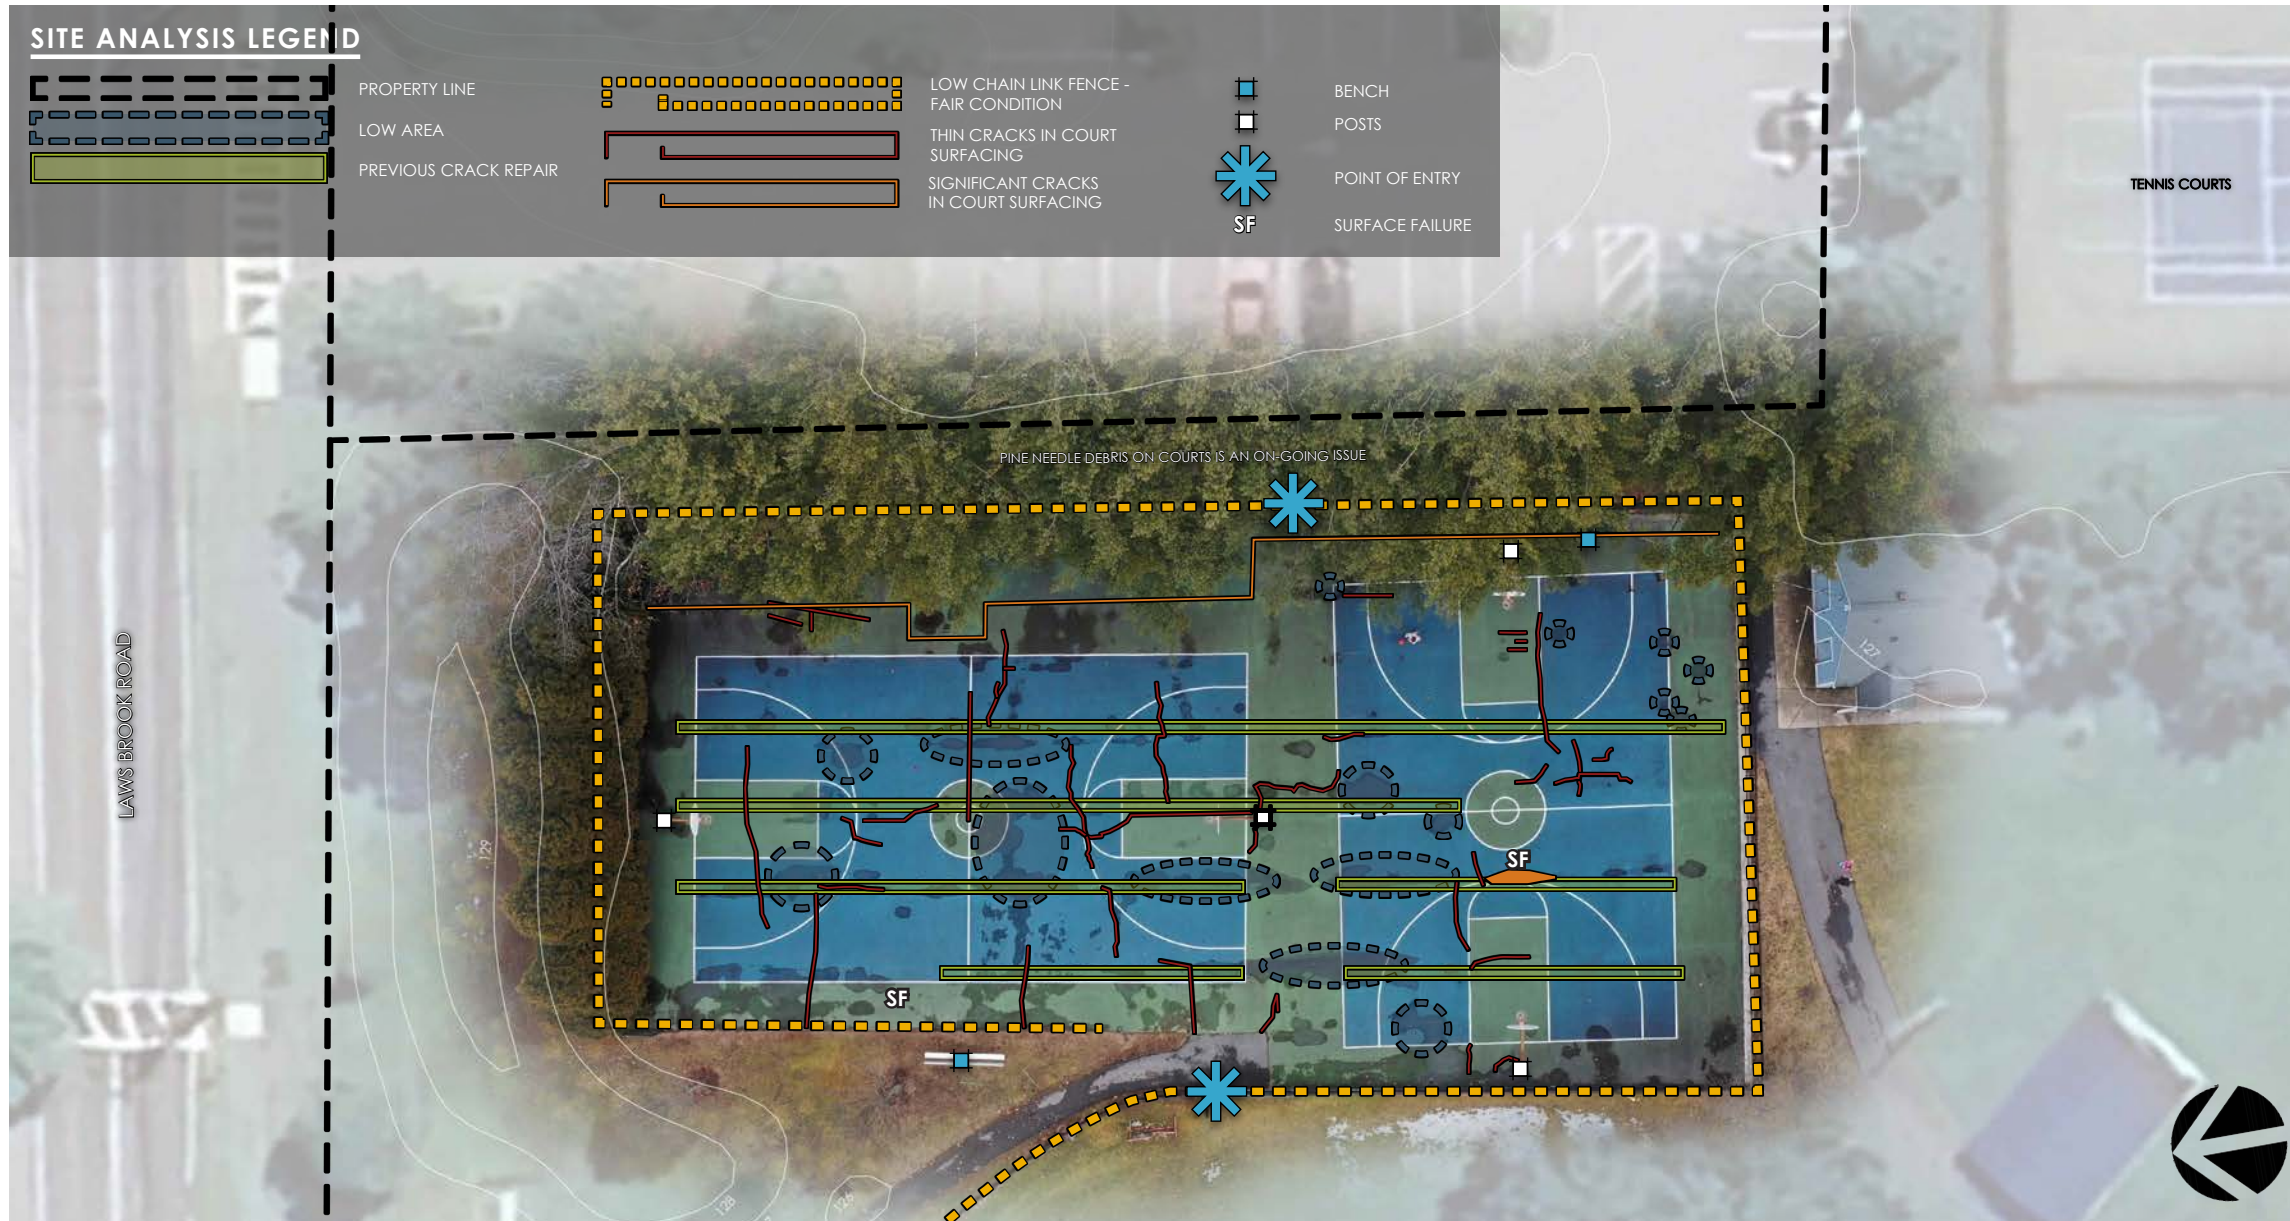 SITE ANALYSIS LEGEND
PROPERTY LINE
LOW AREA
PREVIOUS CRACK REPAIR
LOW CHAIN LINK FENCE -
FAIR CONDITION
THIN CRACKS IN COURT
SURFACING
SIGNIFICANT CRACKS
IN COURT SURFACING
BENCH
POSTS
POINT OF ENTRY
SF
SURFACE FAILURE
TENNIS COURTS
PINE NEEDLE DEBRIS ON COURTS IS AN ON-GOING ISSUE
LAWS BROOK ROAD
127
129
SF
SF
128
126